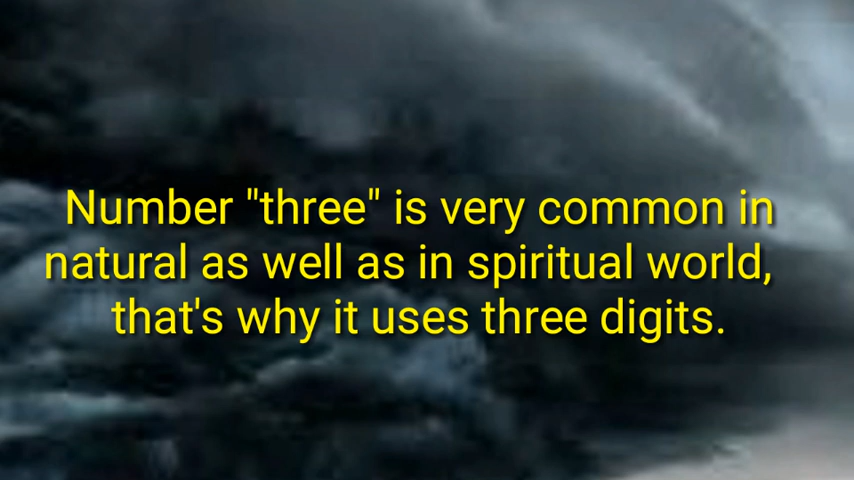 Number "three" is very common in
natural as well as in spiritual world,
that's why it uses three digits.